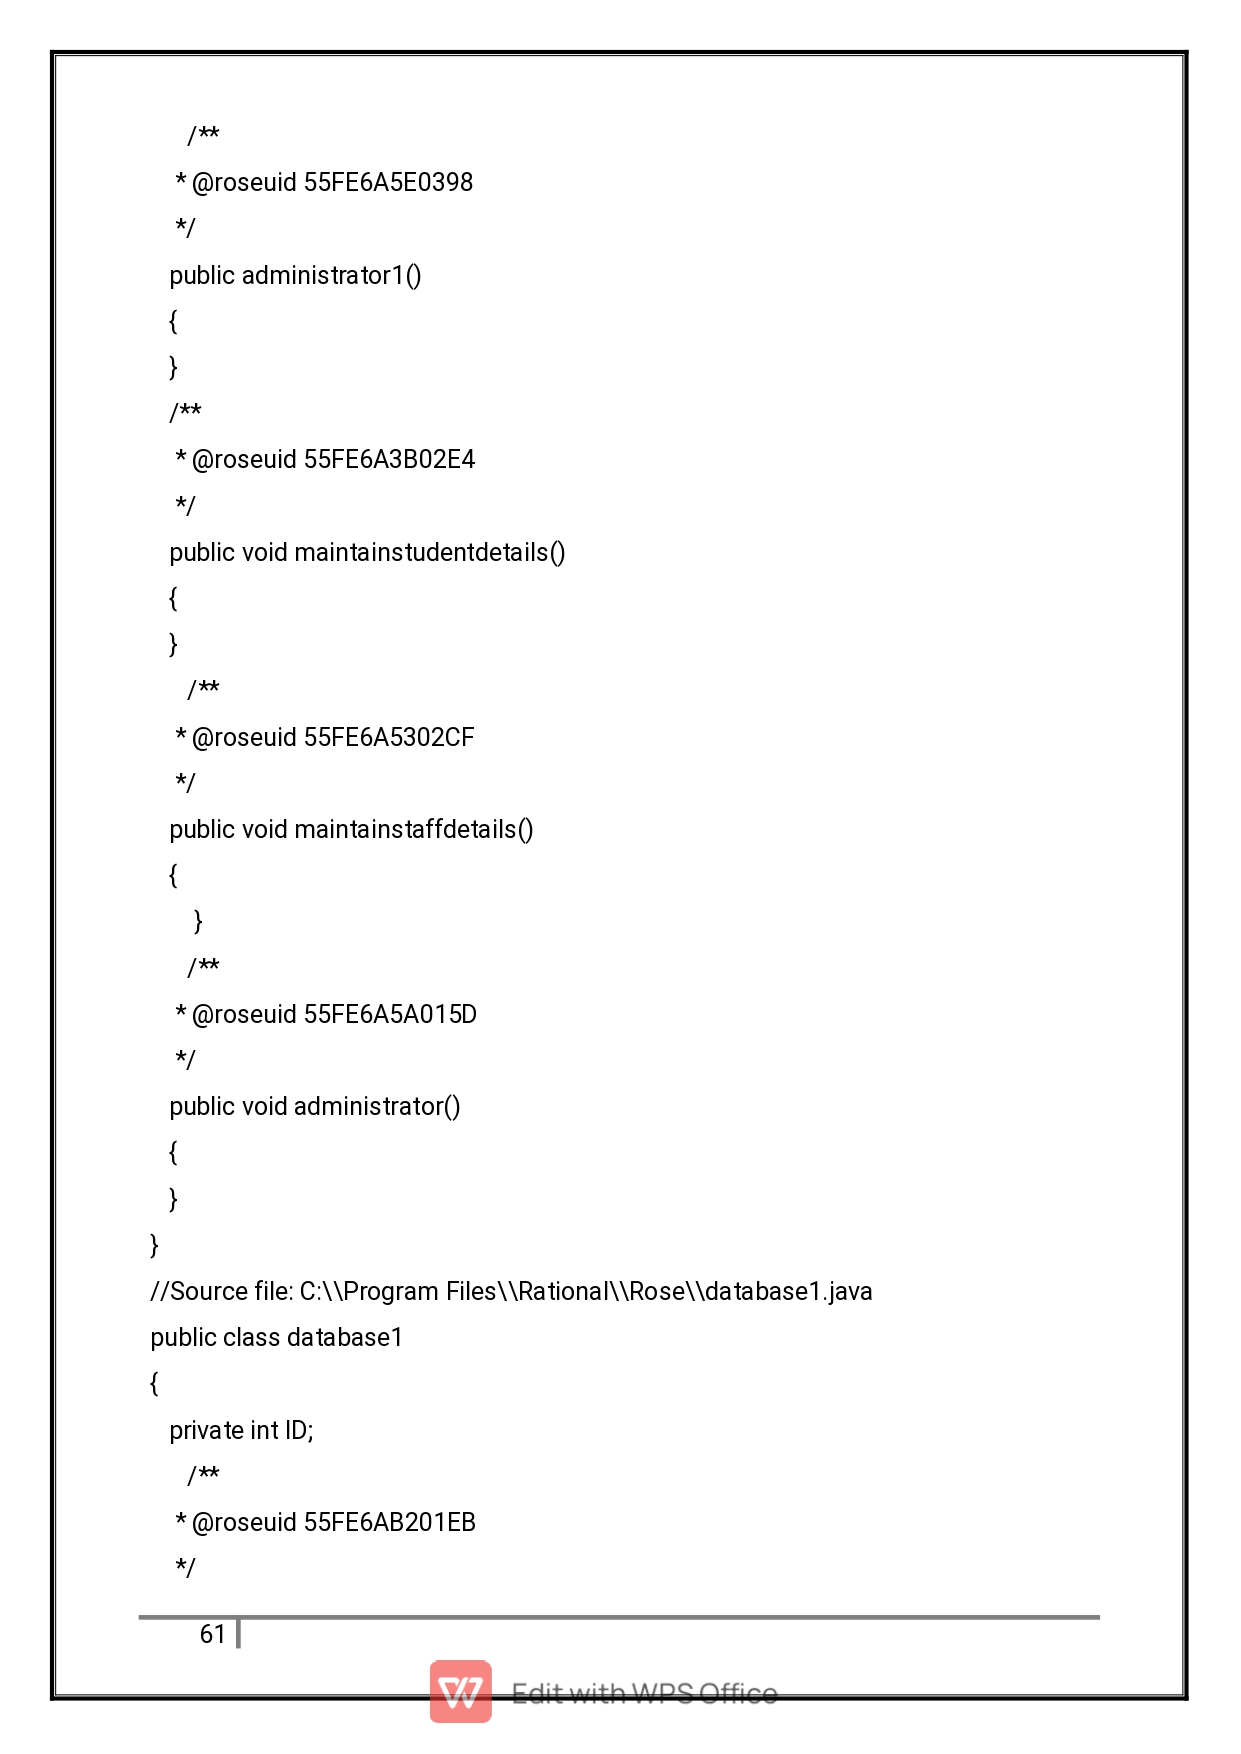 /**
* @roseuid 55FE6A5E0398
*/
public administrator1()
{
}
/**
* @roseuid 55FE6A3B02E4
*/
public void maintainstudentdetails()
{
}
/**
* @roseuid 55FE6A5302CF
*/
public void maintainstaffdetails()
{
}
/**
* @roseuid 55FE6A5A015D
*/
public void administrator()
{
}
}
//Source file: C:\\Program Files\\Rational\\Rose\\database1.java
public class database1
{
private int ID;
/**
* @roseuid 55FE6AB201EB
*/
61
Edit with WPS Office